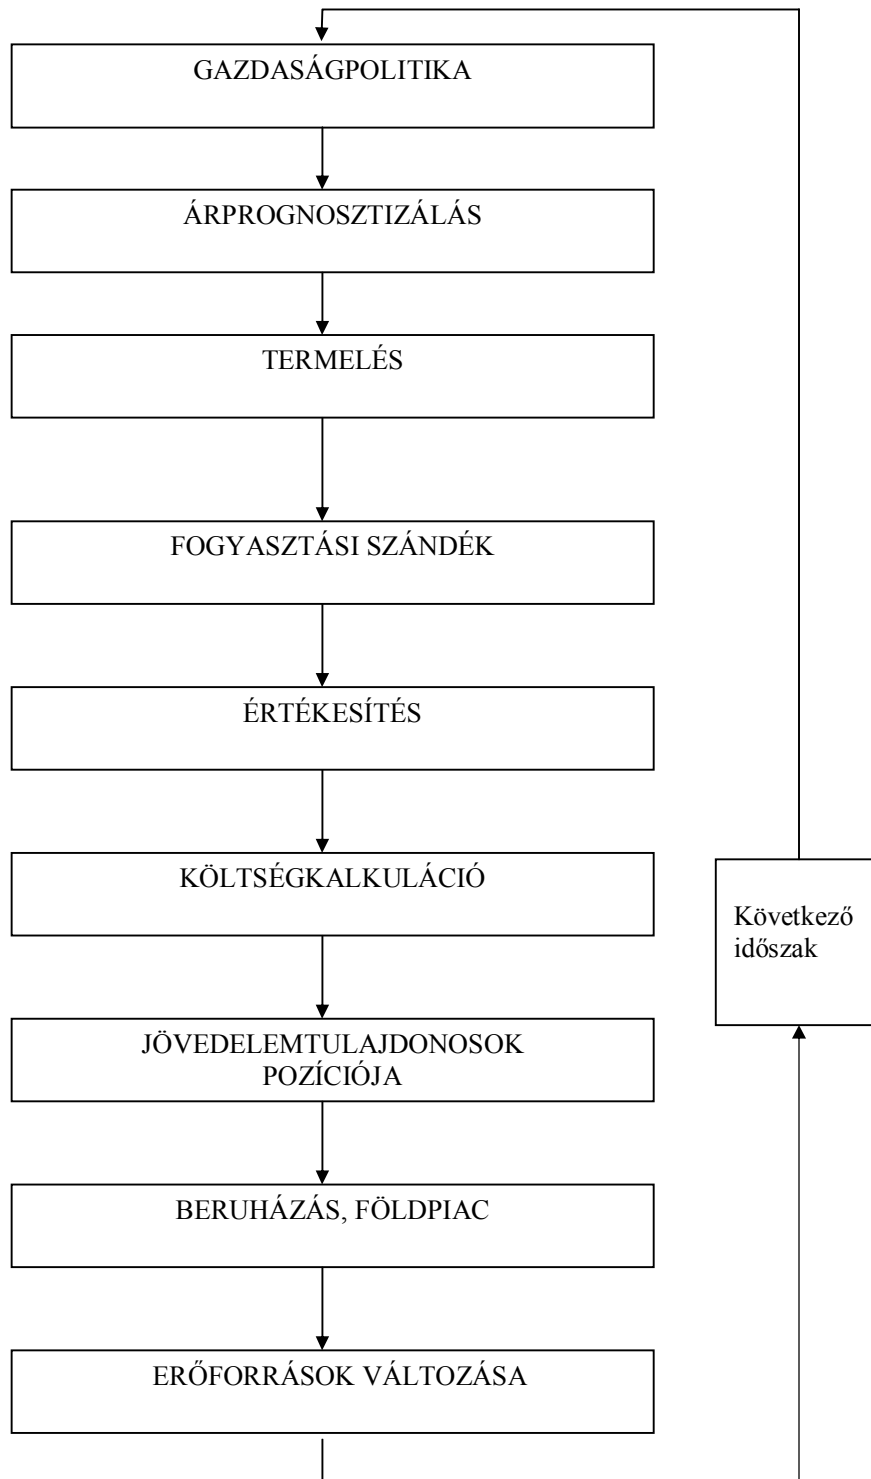 GAZDASÁGPOLITIKA
ÁRPROGNOSZTIZÁLÁS
TERMELÉS
FOGYASZTÁSI SZÁNDÉK
ÉRTÉKESÍTÉS
KÖLTSÉGKALKULÁCIÓ
JÖVEDELEMTULAJDONOSOK
POZÍCIÓJA
BERUHÁZÁS, FÖLDPIAC
ERŐFORRÁSOK VÁLTOZÁSA
Következő
időszak